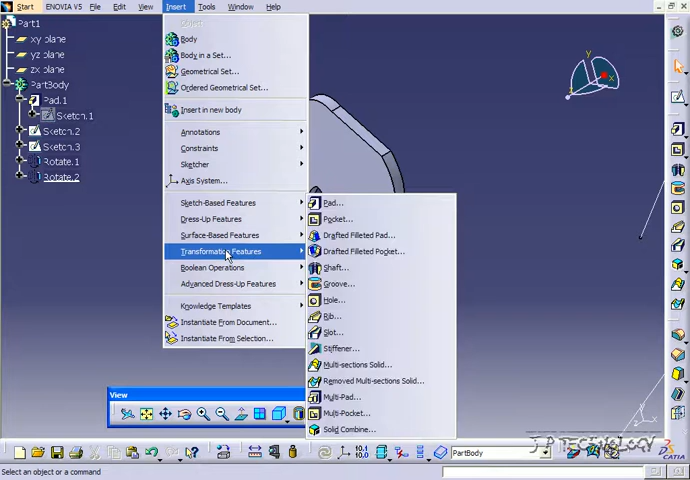 Start ENOVIA V5 File Edit View Insert Tools Window Help
Part1
xy plane
yz plane
zx plane
PartBody
Pad.1
Sketch.1
Sketch.2
Sketch.3
Rotate.1
Rotate.2
Object
Body
Body in a Set...
Geometrical Set...
Ordered Geometrical Set...
Insert in new body
Annotations
Constraints
Sketcher
Axis System...
Sketch-Based Features
Dress-Up Features
Surface-Based Features
Transformation Features
Boolean Operations
Advanced Dress-Up Features
Knowledge Templates
Instantiate From Document...
Instantiate From Selection...
Pad...
Pocket...
Drafted Filleted Pad...
Drafted Filleted Pocket...
Shaft...
Groove...
Hole...
Rib...
Slot...
Stiffener...
Multi-sections Solid...
Removed Multi-sections Solid...
Multi-Pad...
Multi-Pocket...
Solid Combine...
View
Y
X
Z
PartBody
J.P TECHNOLOGY
CATIA
Select an object or a command